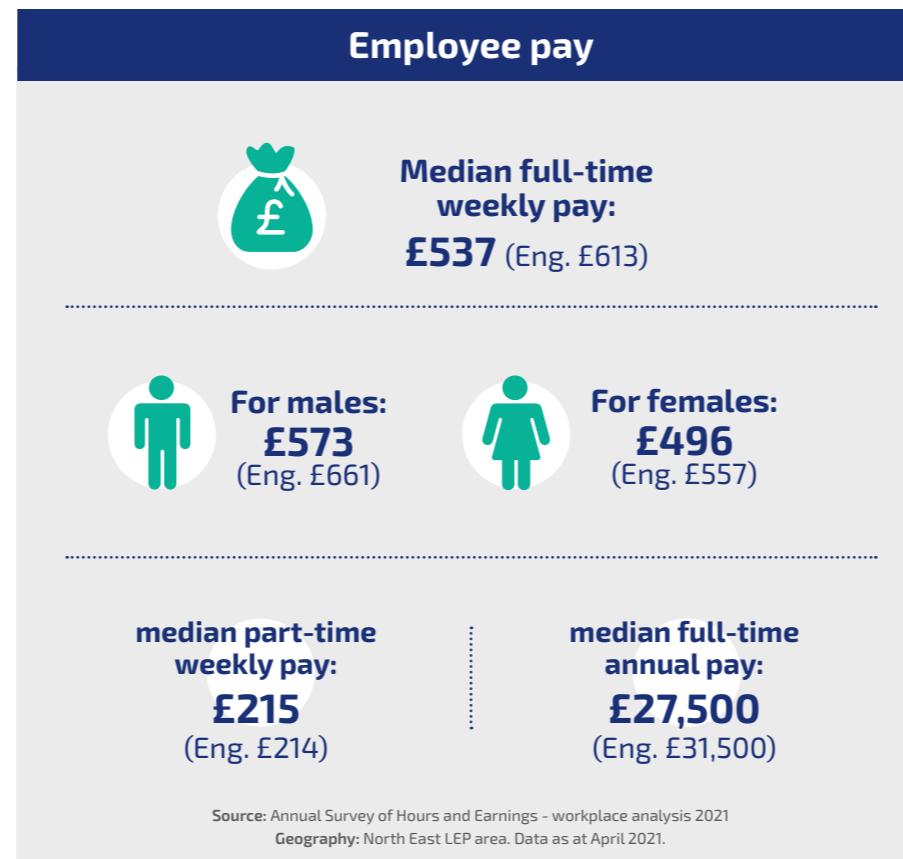 Employee pay
£
Median full-time
weekly pay:
£537 (Eng. £613)
For males:
£573
(Eng. £661)
For females:
£496
(Eng. £557)
median part-time
weekly pay:
£215
(Eng. £214)
median full-time
annual pay:
£27,500
(Eng. £31,500)
Source: Annual Survey of Hours and Earnings - workplace analysis 2021
Geography: North East LEP area. Data as at April 2021.